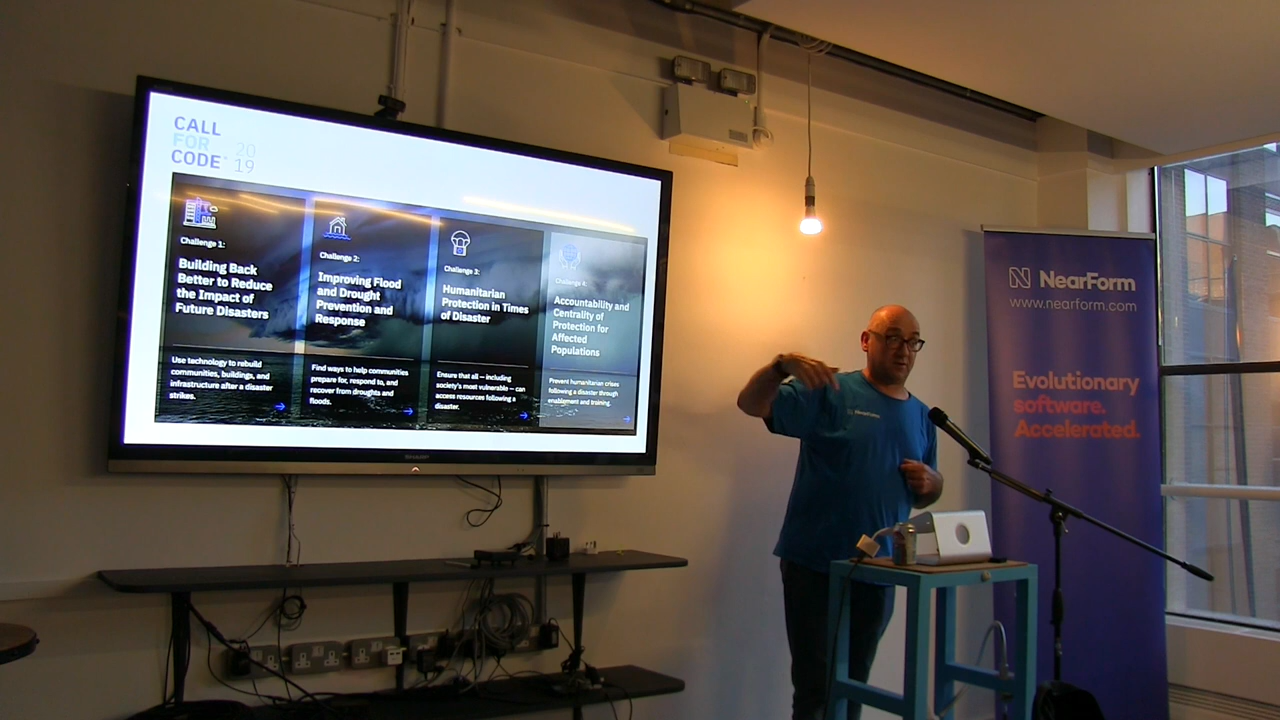 CALL
FOR 20
CODE 19
Challenge 1:
Building Back
Better to Reduce
the Impact of
Future Disasters
Use technology to rebuild
communities, buildings, and
infrastructure after a disaster
strikes.
Challenge 2:
Improving Flood
and Drought
Prevention and
Response
Find ways to help communities
prepare for, respond to, and
recover from droughts and
floods.
Challenge 3:
Humanitarian
Protection in Times
of Disaster
Ensure that all – including
society's most vulnerable – can
access resources following a
disaster.
Challenge 4:
Accountability and
Centrality of
Protection for
Affected
Populations
Prevent humanitarian crises
following a disaster through
enablement and training.
SHARP
NearForm
NearForm
www.nearform.com
Evolutionary
software.
Accelerated.